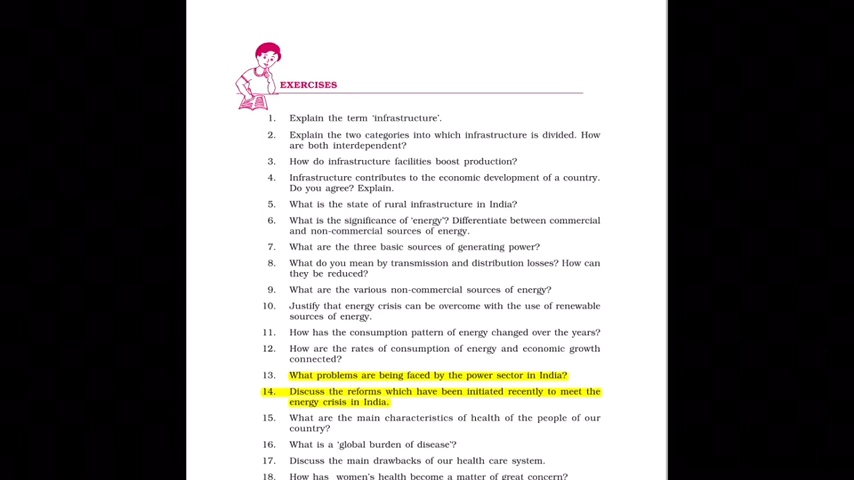 EXERCISES
1. Explain the term 'infrastructure'.
2. Explain the two categories into which infrastructure is divided. How
are both interdependent?
3. How do infrastructure facilities boost production?
4. Infrastructure contributes to the economic development of a country.
Do you agree? Explain.
5. What is the state of rural infrastructure in India?
6. What is the significance of 'energy'? Differentiate between commercial
and non-commercial sources of energy.
7. What are the three basic sources of generating power?
8. What do you mean by transmission and distribution losses? How can
they be reduced?
9. What are the various non-commercial sources of energy?
10. Justify that energy crisis can be overcome with the use of renewable
sources of energy.
11. How has the consumption pattern of energy changed over the years?
12. How are the rates of consumption of energy and economic growth
connected?
13. What problems are being faced by the power sector in India?
14. Discuss the reforms which have been initiated recently to meet the
energy crisis in India.
15. What are the main characteristics of health of the people of our
country?
16. What is a 'global burden of disease'?
17. Discuss the main drawbacks of our health care system.
18. How has women's health become a matter of great concern?